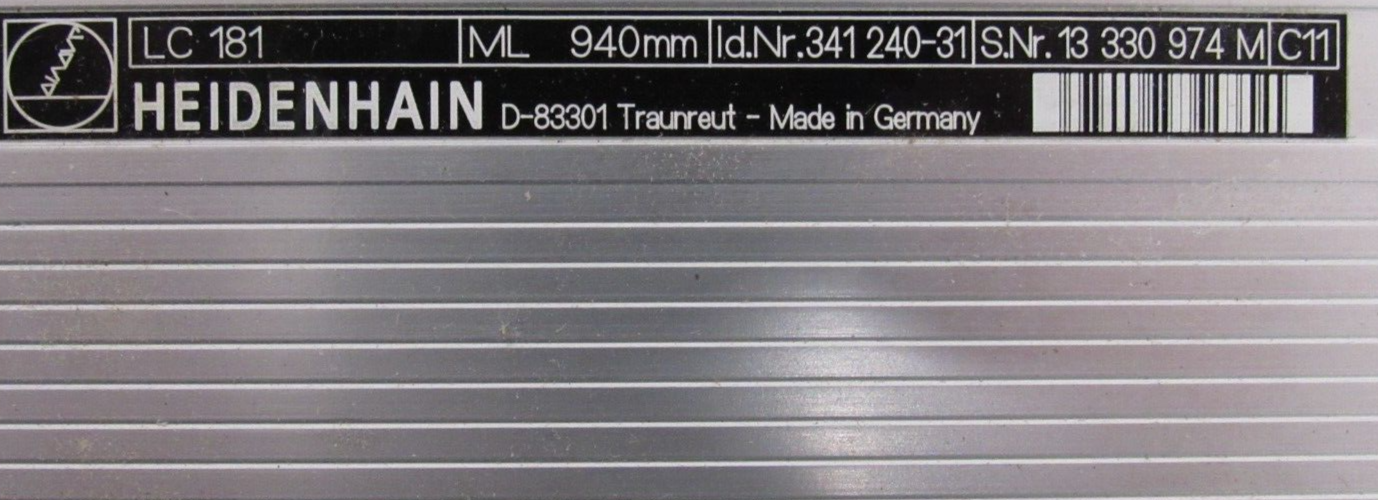 LC 181 ML 940mm Id.Nr.341 240-31 S.Nr. 13 330 974 M C11
HEIDENHAIN D-83301 Traunreut - Made in Germany